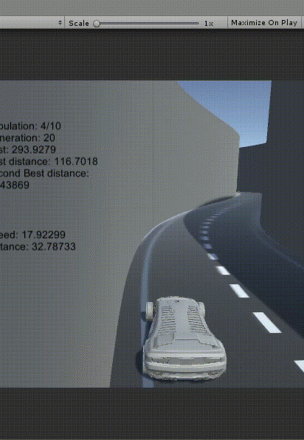 Scale 1x Maximize On Play
pulation: 4/10
neration: 20
st: 293.9279
st distance: 116.7018
cond Best distance:
43869
eed: 17.92299
tance: 32.78733